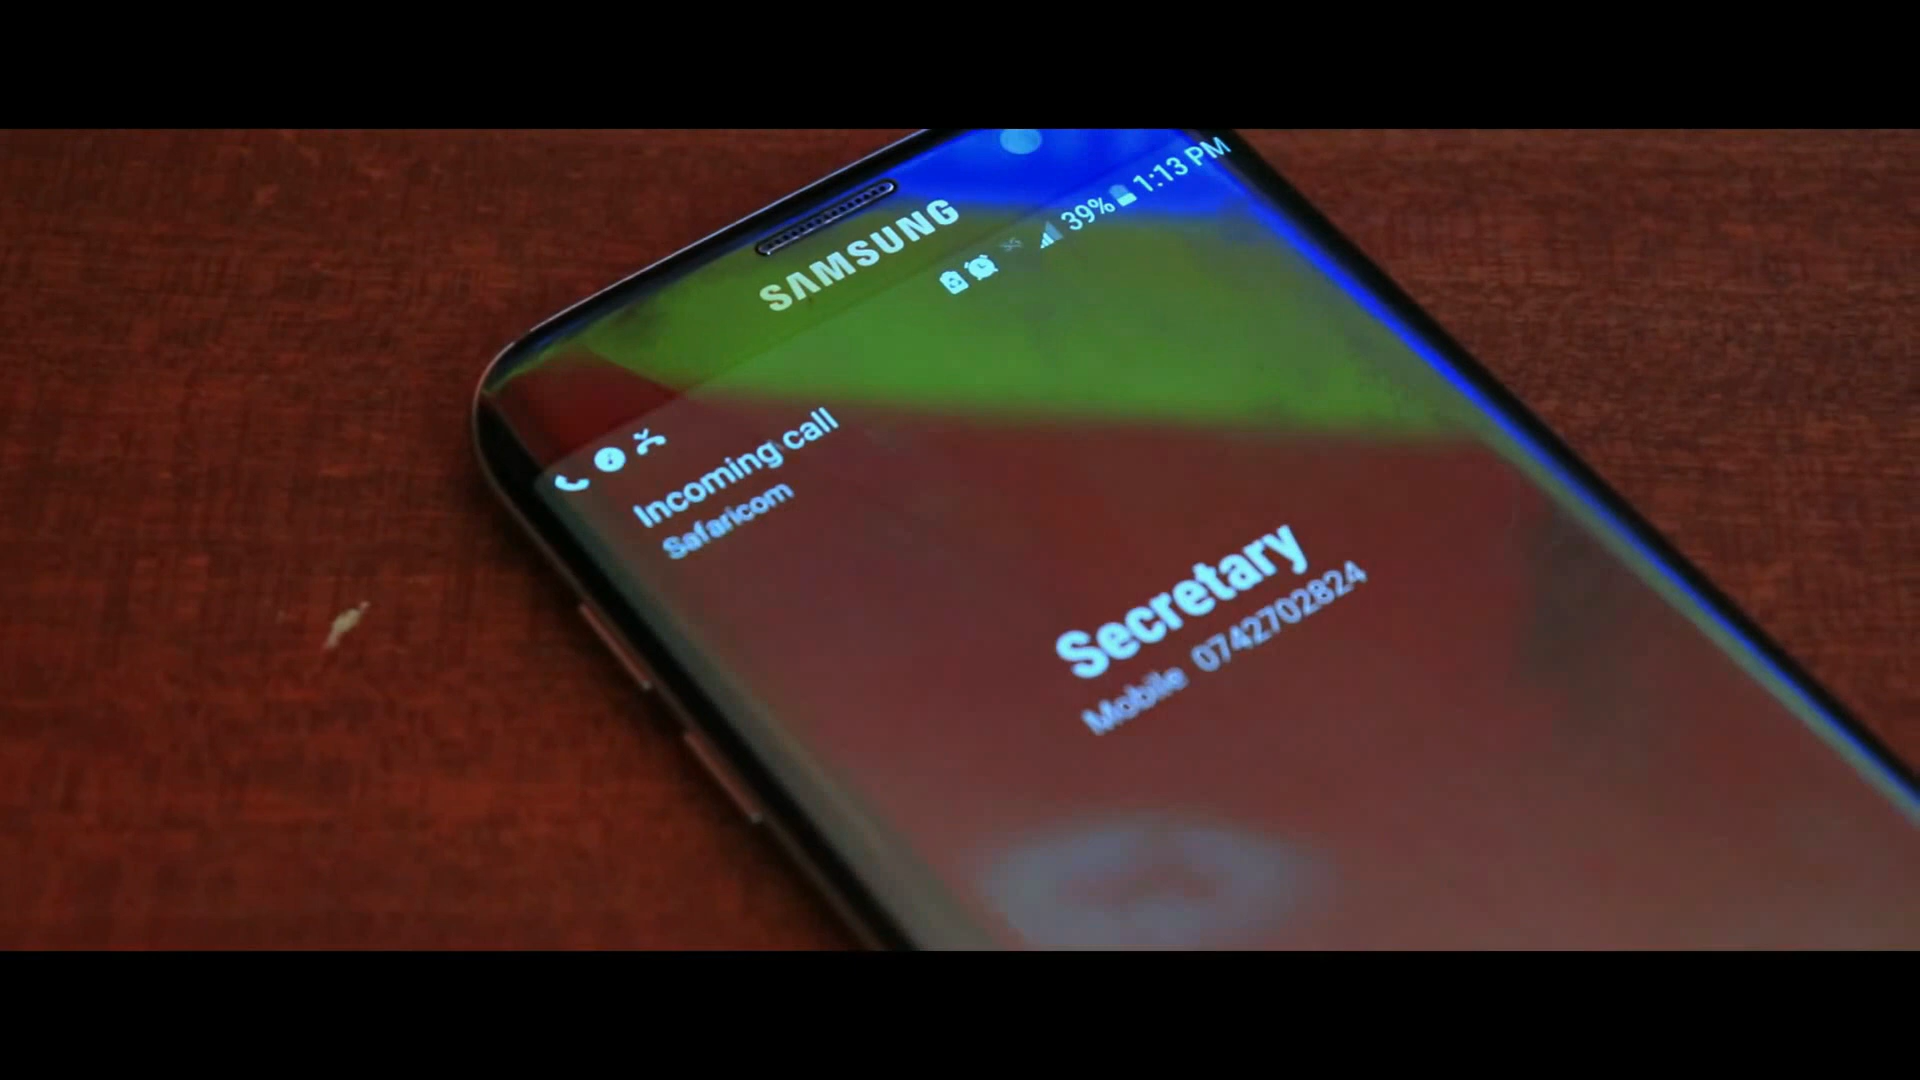 SAMSUNG
39% 1:13 PM
Incoming call
Safaricom
Secretary
Mobile 0742702824